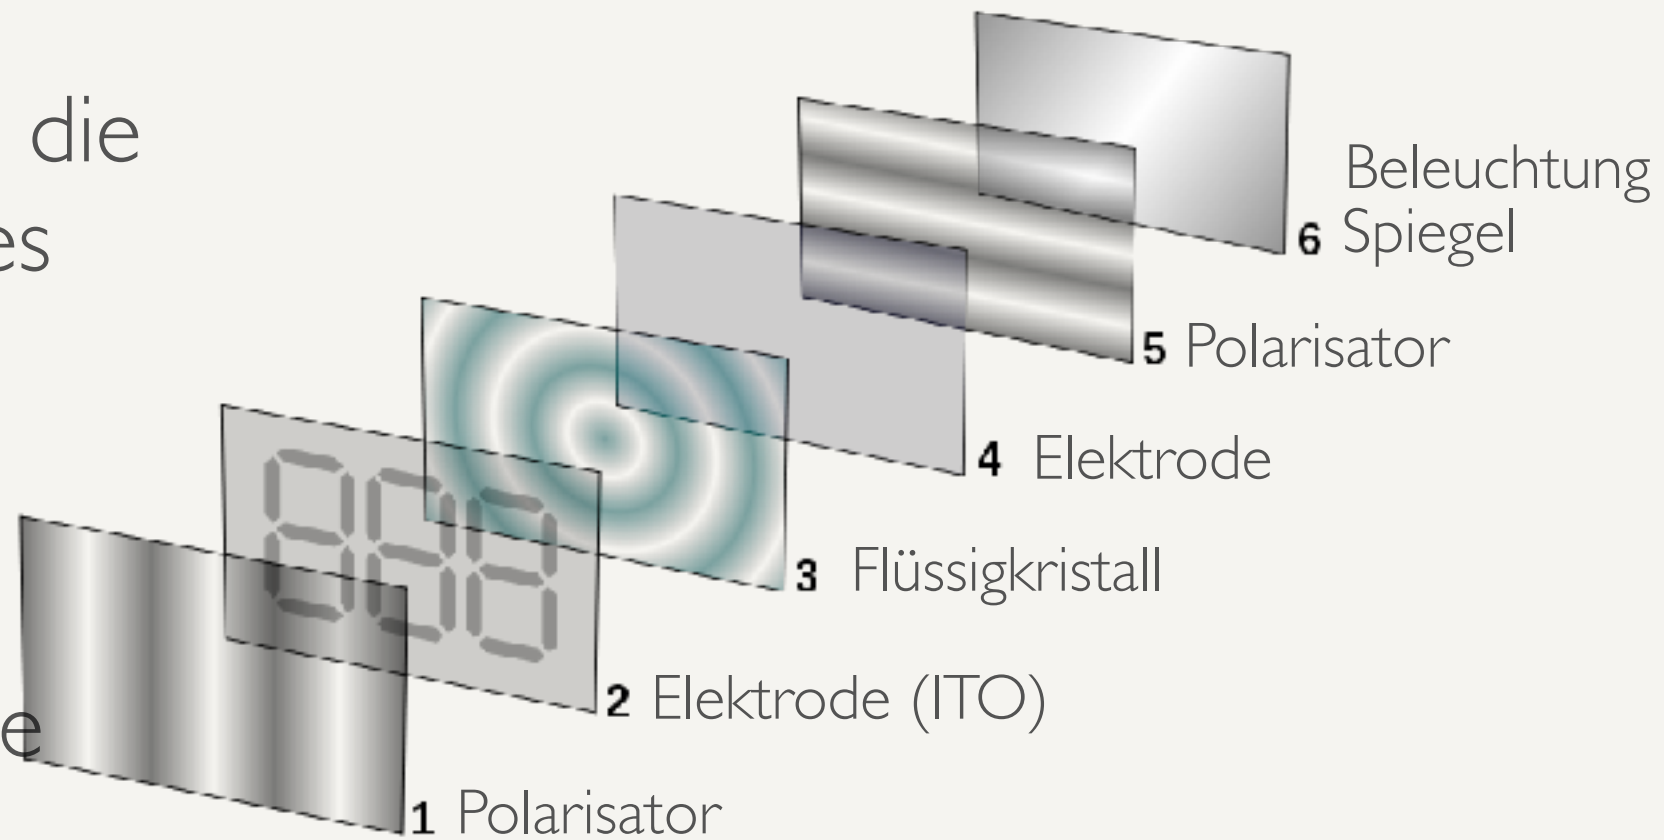 die
es
e
Beleuchtung
6 Spiegel
5 Polarisator
4 Elektrode
3 Flüssigkristall
2 Elektrode (ITO)
1 Polarisator